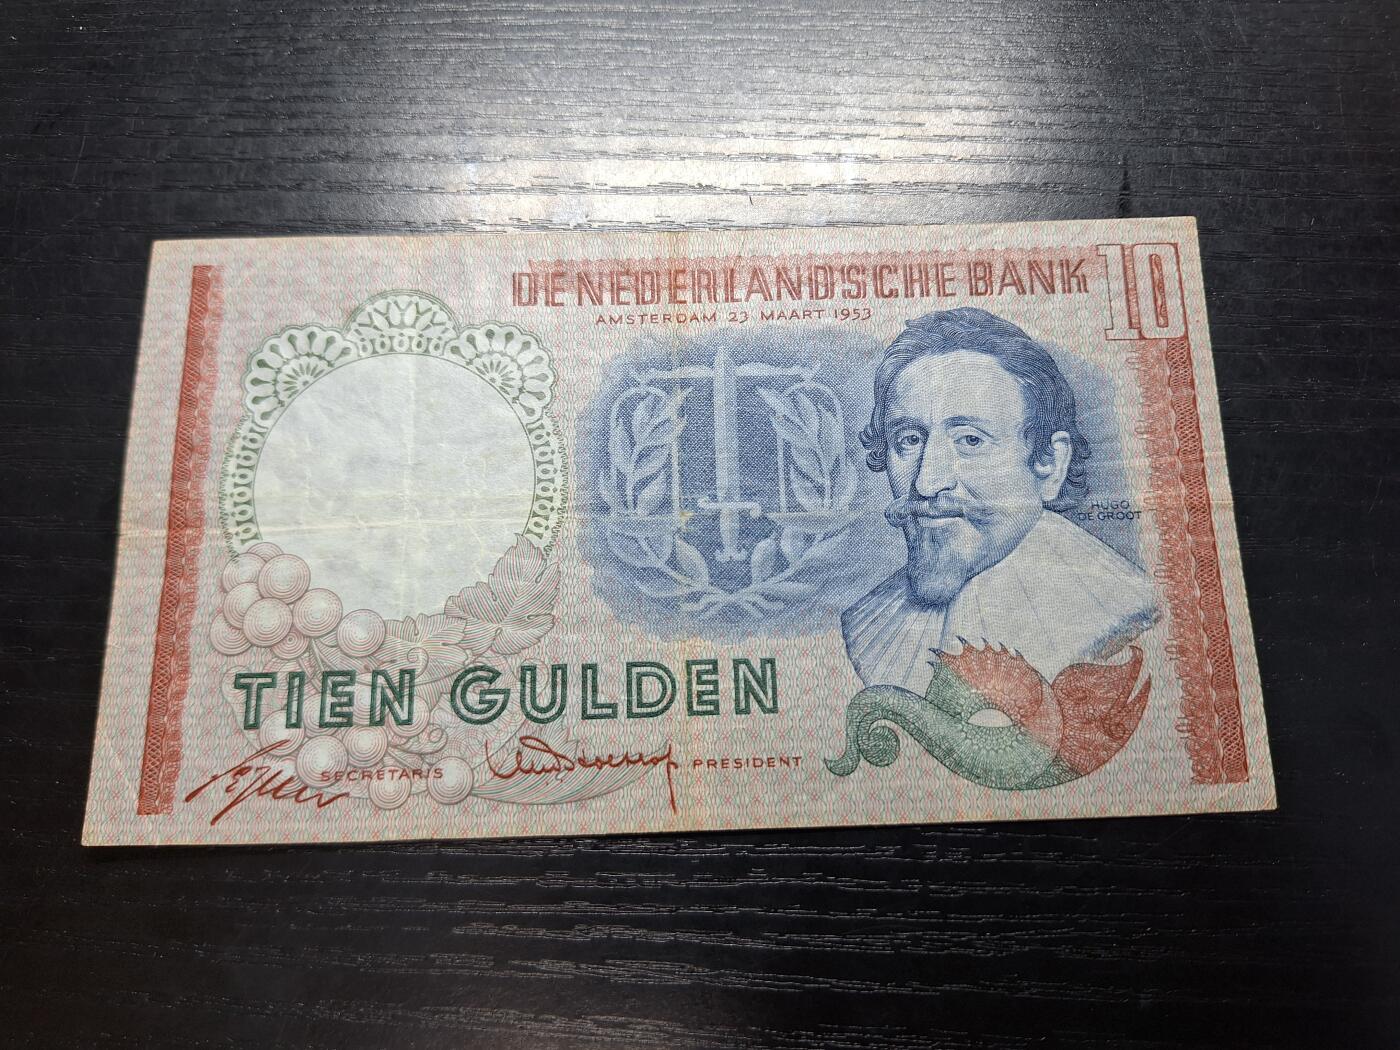 DE NEDERLANDSCHE BANK
10
AMSTERDAM 23 MAART 1953
HUGO
DE GROOT
TIEN GULDEN
SECRETARIS
PRESIDENT